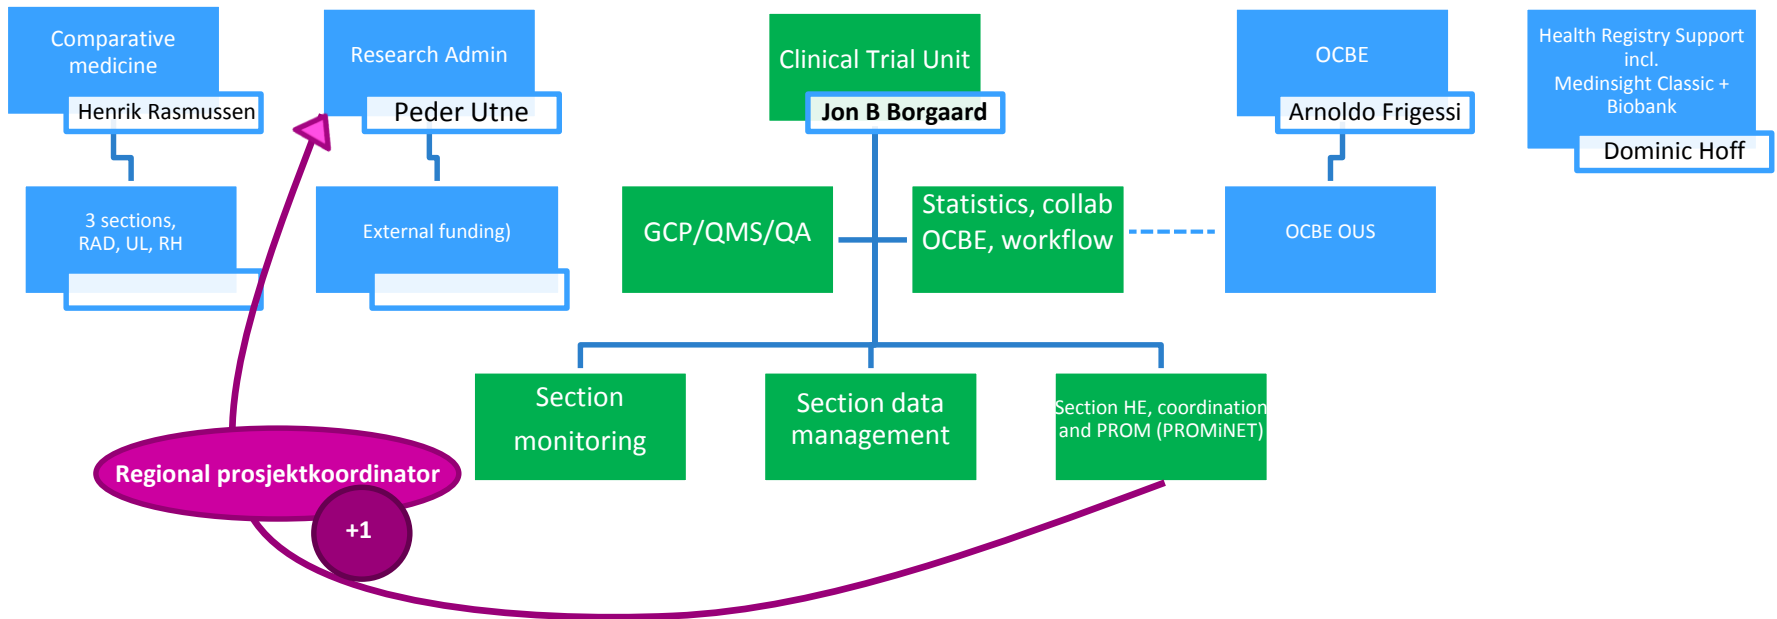 Comparative
medicine
Henrik Rasmussen
Research Admin
Peder Utne
Clinical Trial Unit
Jon B Borgaard
OCBE
Arnoldo Frigessi
Health Registry Support
incl.
Medinsight Classic +
Biobank
Dominic Hoff
3 sections,
RAD, UL, RH
External funding)
GCP/QMS/QA
Statistics, collab
OCBE, workflow
OCBE OUS
Section
monitoring
Section data
management
Section HE, coordination
and PROM (PROMiNET)
Regional prosjektkoordinator
+1